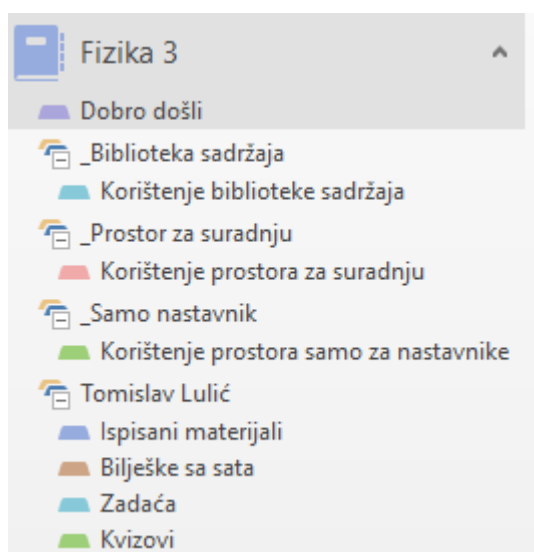 Fizika 3
Dobro došli
_Biblioteka sadržaja
Korištenje biblioteke sadržaja
_Prostor za suradnju
Korištenje prostora za suradnju
_Samo nastavnik
Korištenje prostora samo za nastavnike
Tomislav Lulić
Ispisani materijali
Bilješke sa sata
Zadaća
Kvizovi